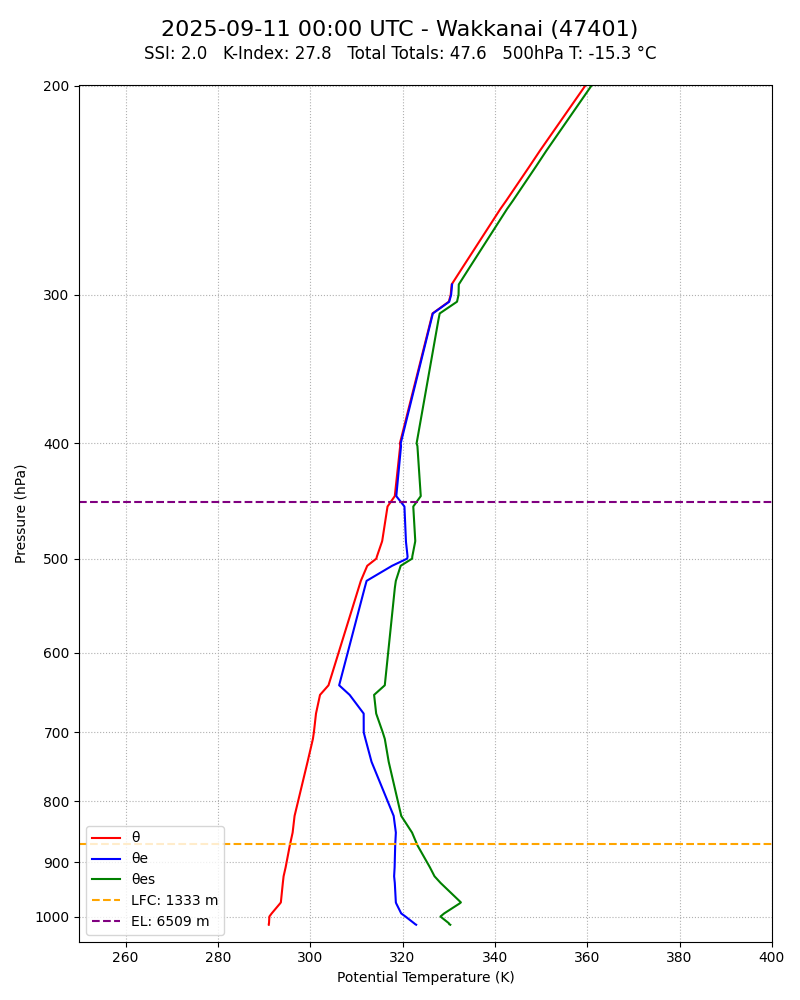 2025-09-11 00:00 UTC - Wakkanai (47401)
SSI: 2.0 K-Index: 27.8 Total Totals: 47.6 500hPa T: -15.3 °C
200
300
400
500
600
700
800
900
1000
Pressure (hPa)
θ
θe
θes
LFC: 1333 m
EL: 6509 m
260 280 300 320 340 360 380 400
Potential Temperature (K)